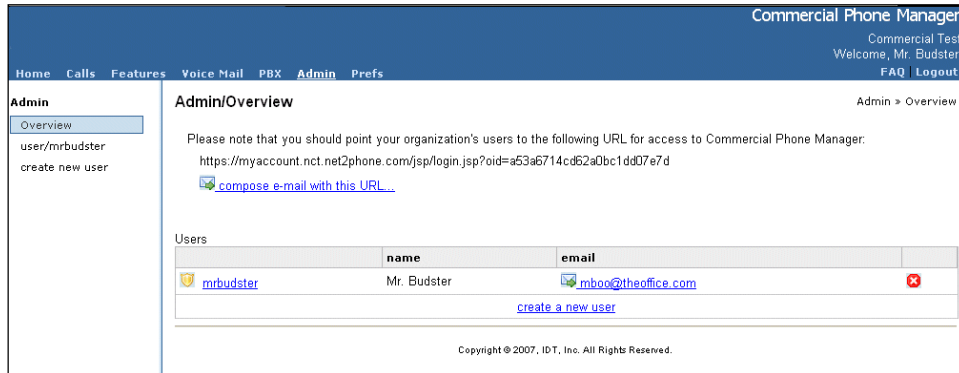 Commercial Phone Manager
Commercial Test
Welcome, Mr. Budster
Home Calls Features Voice Mail PBX Admin Prefs
FAQ | Logout
Admin
Overview
user/mrbudster
create new user
Admin/Overview
Admin » Overview
Please note that you should point your organization's users to the following URL for access to Commercial Phone Manager:
https://myaccount.nct.net2phone.com/jsp/login.jsp?oid=a53a6714cd62a0bc1dd07e7d
compose e-mail with this URL...
Users
name email
mrbudster Mr. Budster mboo@theoffice.com
create a new user
Copyright © 2007, IDT, Inc. All Rights Reserved.